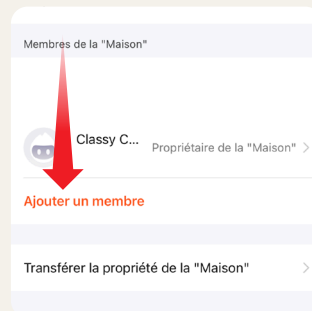 Membres de la "Maison"
Classy C...
Propriétaire de la "Maison"
Ajouter un membre
Transférer la propriété de la "Maison"